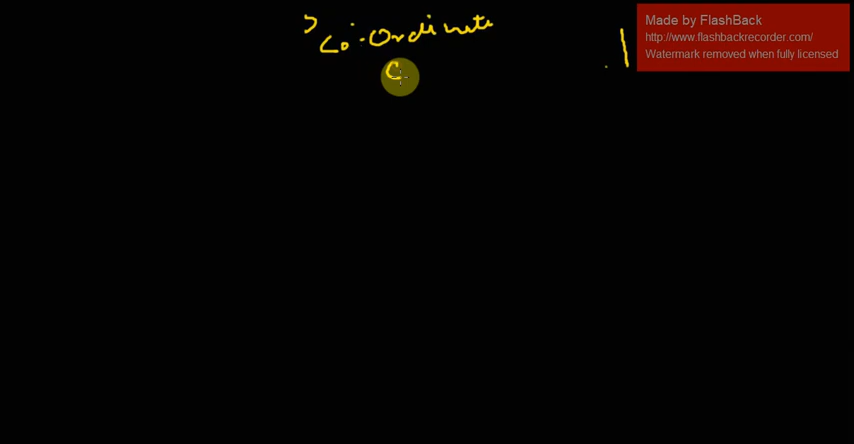 Co-Ordinate
G
Made by FlashBack
http://www.flashbackrecorder.com/
Watermark removed when fully licensed